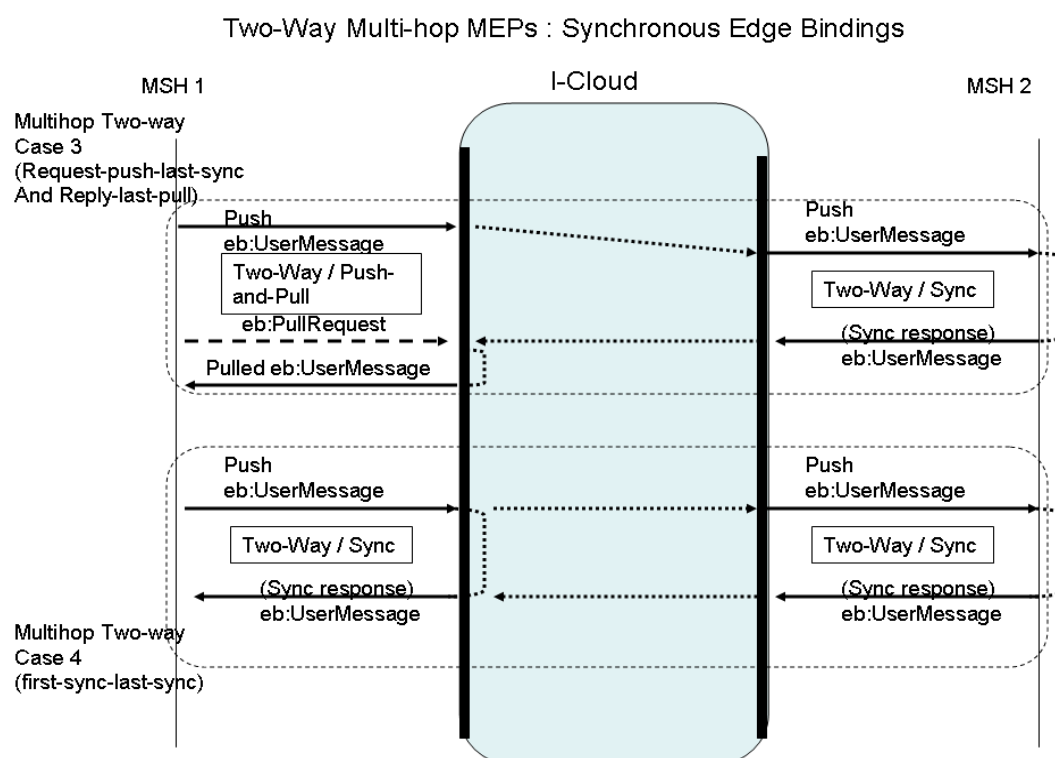 Two-Way Multi-hop MEPs : Synchronous Edge Bindings
MSH 1
I-Cloud
MSH 2
Multihop Two-way
Case 3
(Request-push-last-sync
And Reply-last-pull)
Push
eb:UserMessage
Two-Way / Push-
and-Pull
eb:PullRequest
Pulled eb:UserMessage
Push
eb:UserMessage
Two-Way / Sync
(Sync response)
eb:UserMessage
Push
eb:UserMessage
Two-Way / Sync
(Sync response)
eb:UserMessage
Push
eb:UserMessage
Two-Way / Sync
(Sync response)
eb:UserMessage
Multihop Two-way
Case 4
(first-sync-last-sync)